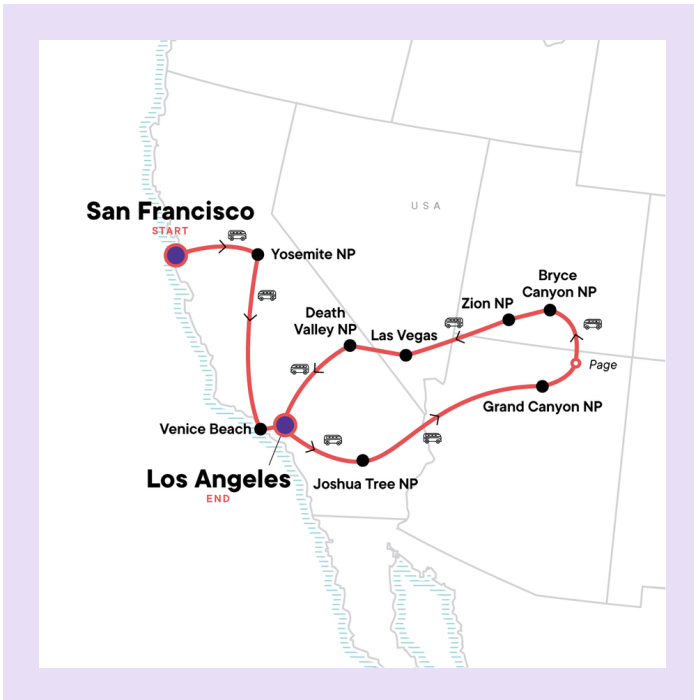 San Francisco
START
USA
Yosemite NP
Bryce
Canyon NP
Zion NP
Death
Valley NP
Las Vegas
Page
Grand Canyon NP
Venice Beach
Los Angeles
END
Joshua Tree NP